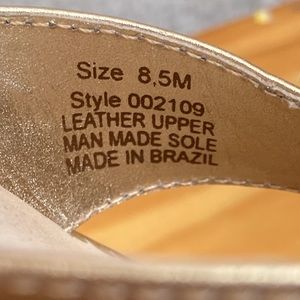 Size 8,5M
Style 002109
LEATHER UPPER
MAN MADE SOLE
MADE IN BRAZIL